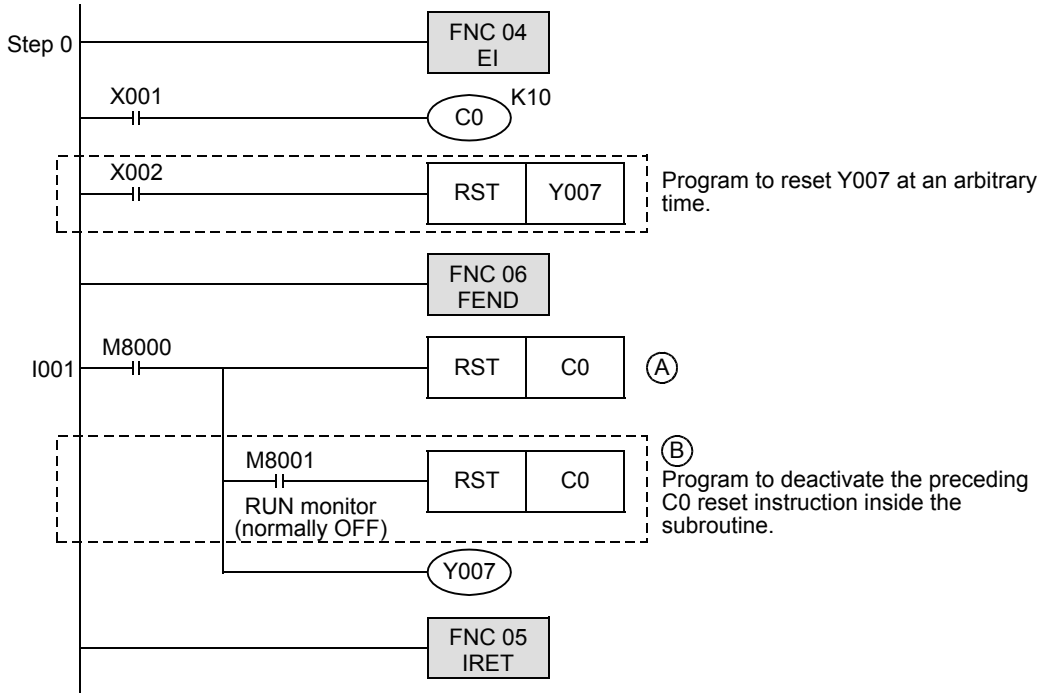 Step 0
FNC 04
EI
X001
C0
K10
X002
RST
Y007
Program to reset Y007 at an arbitrary
time.
FNC 06
FEND
I001
M8000
RST
C0
A
M8001
RUN monitor
(normally OFF)
RST
C0
B
Program to deactivate the preceding
C0 reset instruction inside the
subroutine.
Y007
FNC 05
IRET